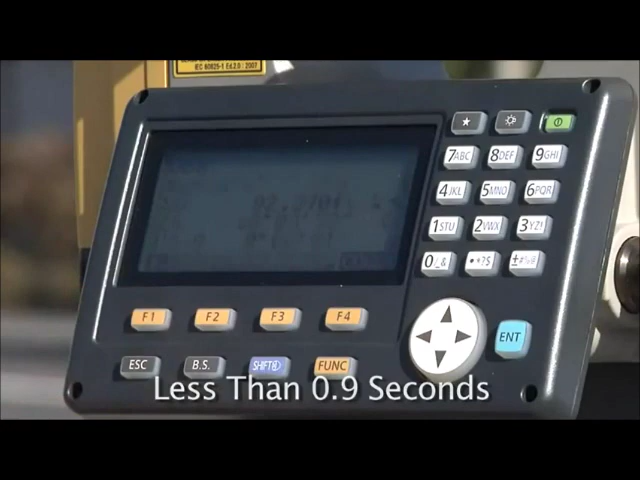 IEC 60825-1 Ed.2.0 : 2007
7ABC 8DEF 9GHI
4JKL 5MNO 6PQR
1STU 2VWX 3YZ!
0/_& •*?$ ±#%@
F1 F2 F3 F4
ENT
ESC B.S. SHIFT FUNC
Less Than 0.9 Seconds